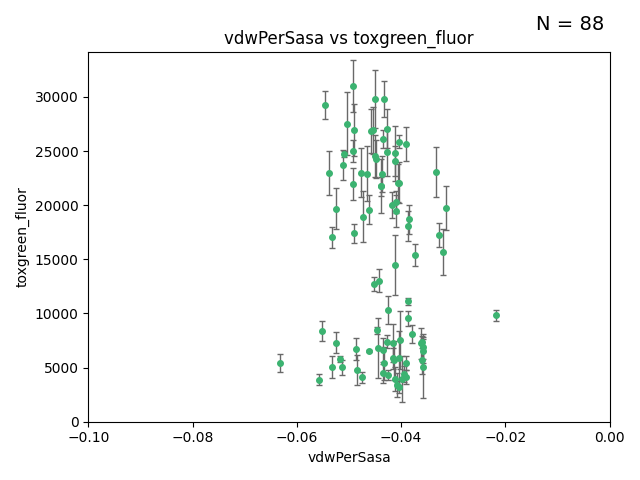 N = 88
vdwPerSasa vs toxgreen_fluor
30000
25000
20000
15000
10000
5000
0
toxgreen_fluor
−0.10 −0.08 −0.06 −0.04 −0.02 0.00
vdwPerSasa